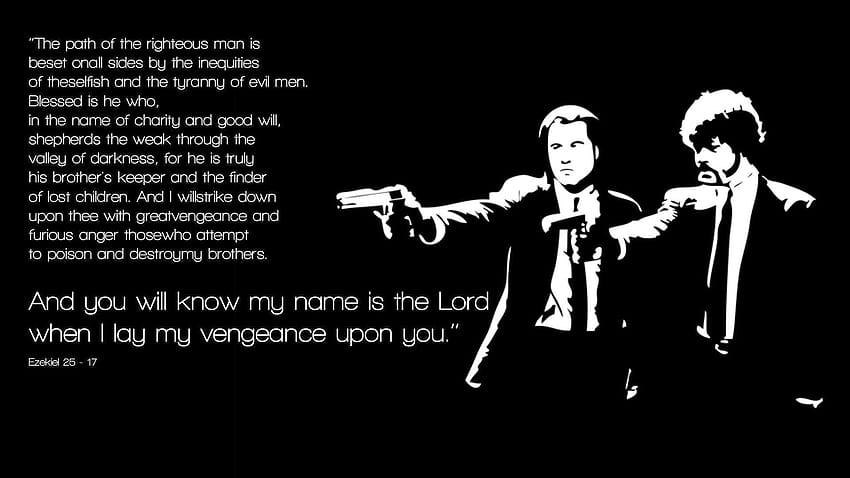 "The path of the righteous man is
beset onall sides by the inequities
of theselfish and the tyranny of evil men.
Blessed is he who,
in the name of charity and good will,
shepherds the weak through the
valley of darkness, for he is truly
his brother's keeper and the finder
of lost children. And I willstrike down
upon thee with greatvengeance and
furious anger thosewho attempt
to poison and destroymy brothers.
And you will know my name is the Lord
when I lay my vengeance upon you."
Ezekiel 25 - 17